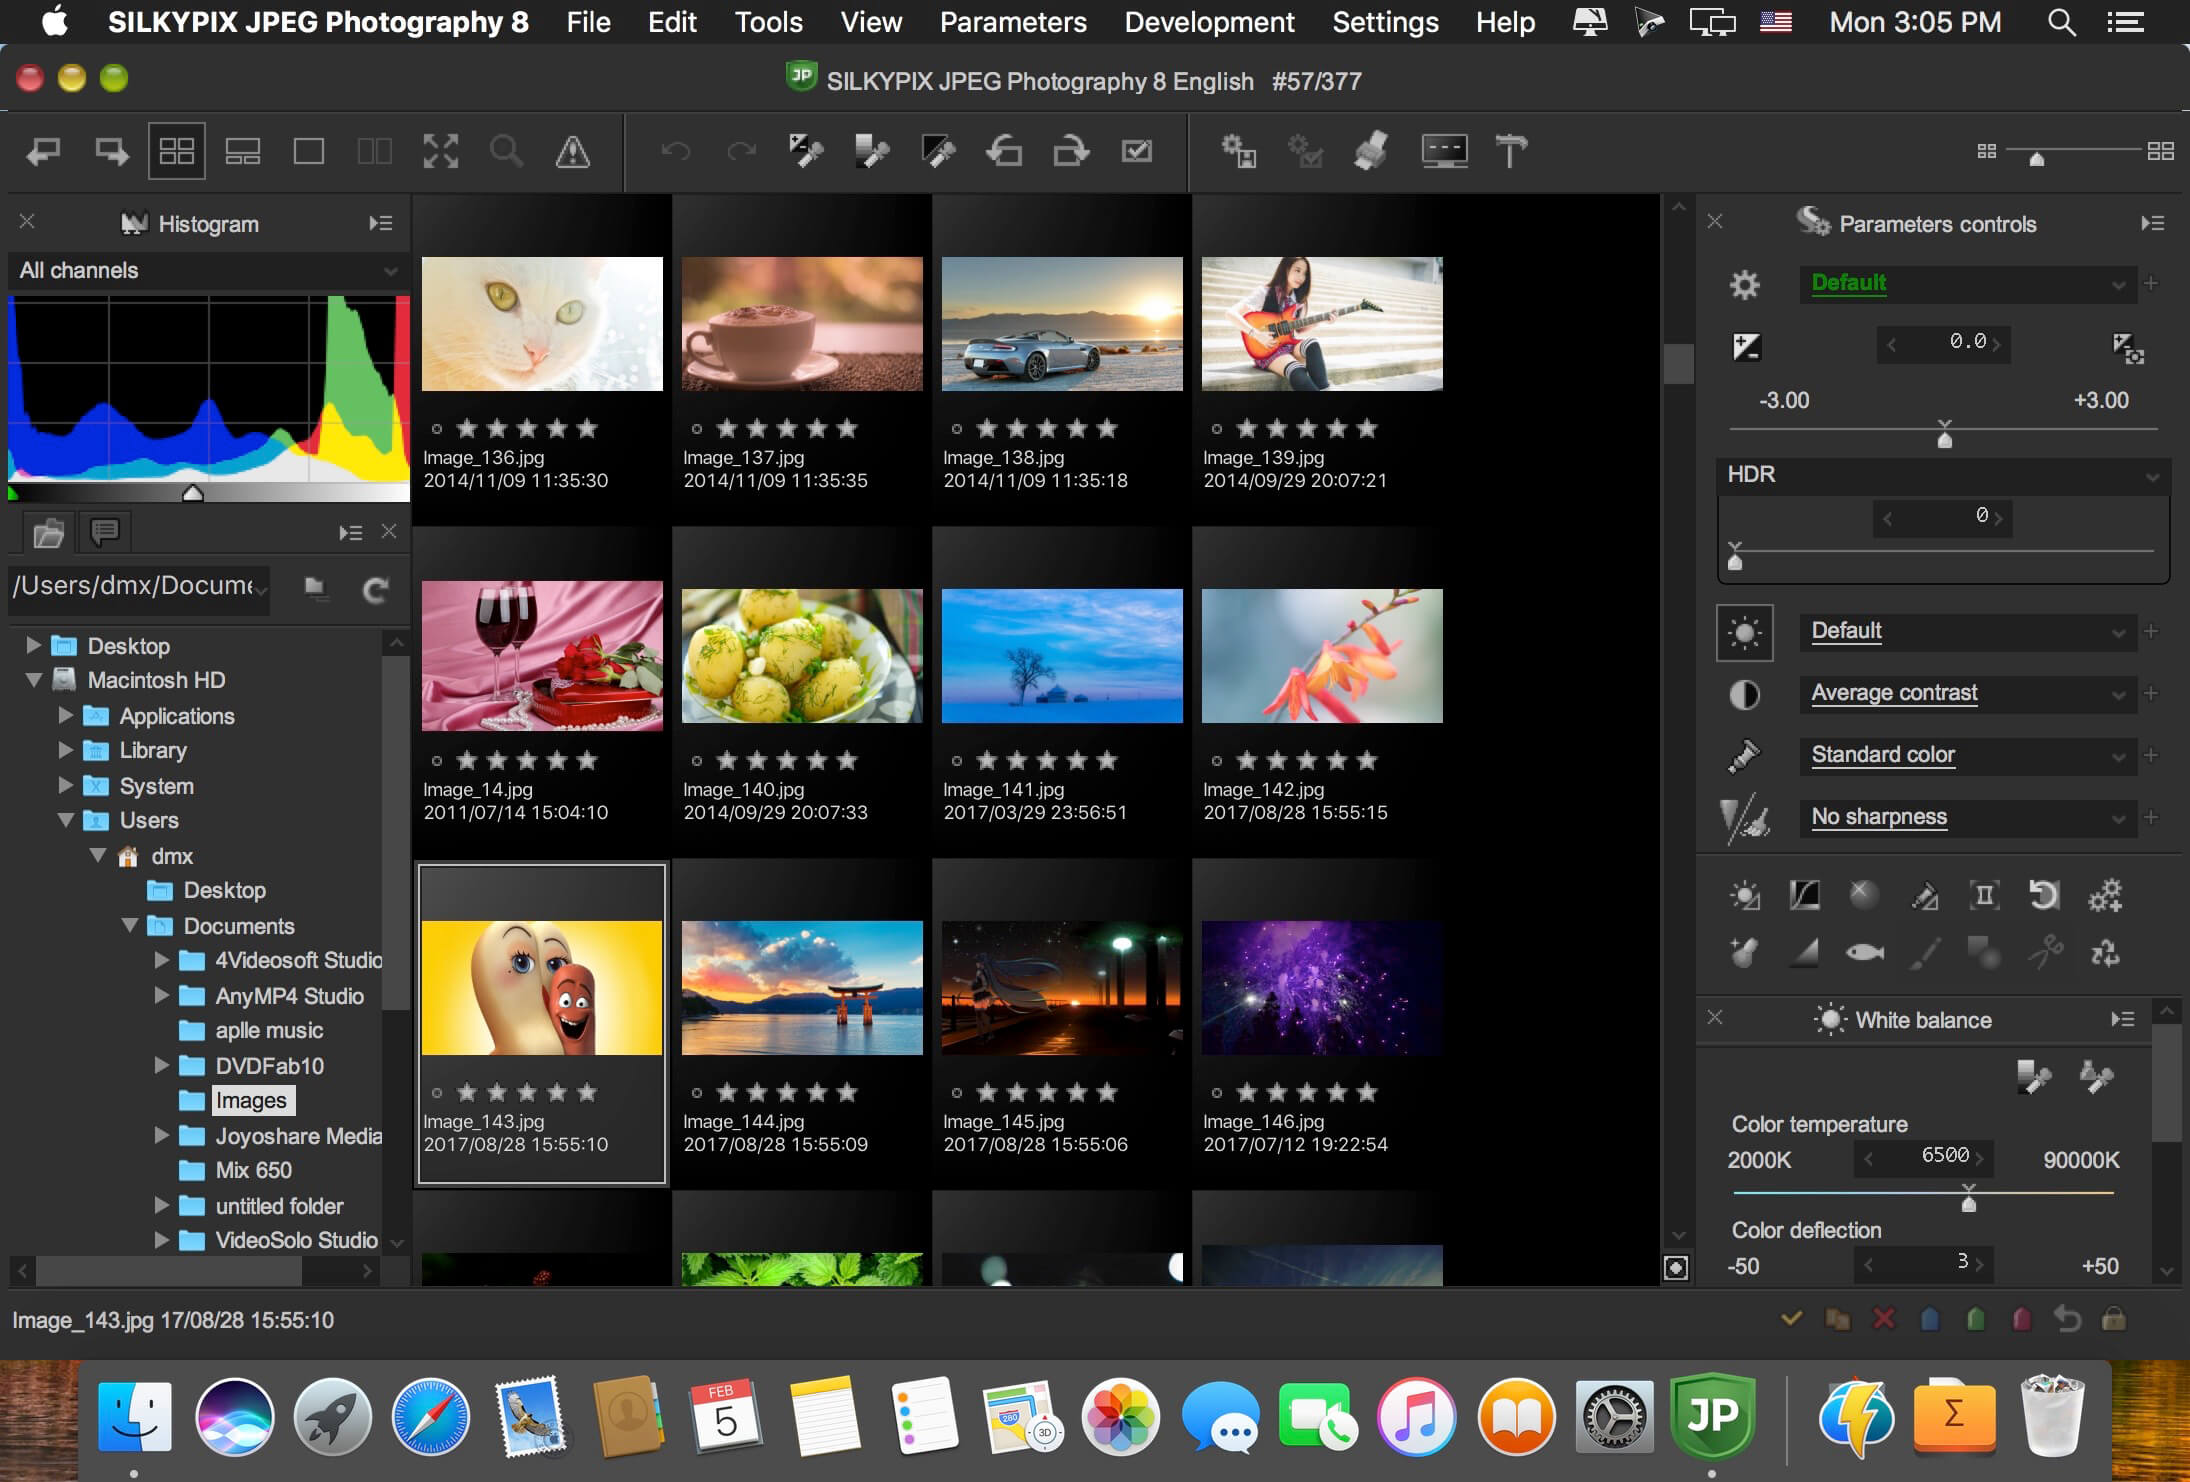 SILKYPIX JPEG Photography 8 File Edit Tools View Parameters Development Settings Help Mon 3:05 PM
JP SILKYPIX JPEG Photography 8 English #57/377
Histogram
All channels
/Users/dmx/Docume
Desktop
Macintosh HD
Applications
Library
System
Users
dmx
Desktop
Documents
4Videosoft Studio
AnyMP4 Studio
aplle music
DVDFab10
Images
Joyoshare Media
Mix 650
untitled folder
VideoSolo Studio
Image_136.jpg
2014/11/09 11:35:30
Image_137.jpg
2014/11/09 11:35:35
Image_138.jpg
2014/11/09 11:35:18
Image_139.jpg
2014/09/29 20:07:21
Image_14.jpg
2011/07/14 15:04:10
Image_140.jpg
2014/09/29 20:07:33
Image_141.jpg
2017/03/29 23:56:51
Image_142.jpg
2017/08/28 15:55:15
Image_143.jpg
2017/08/28 15:55:10
Image_144.jpg
2017/08/28 15:55:09
Image_145.jpg
2017/08/28 15:55:06
Image_146.jpg
2017/07/12 19:22:54
Parameters controls
Default
0.0
-3.00 +3.00
HDR
0
Default
Average contrast
Standard color
No sharpness
White balance
Color temperature
2000K 6500 90000K
Color deflection
-50 3 +50
Image_143.jpg 17/08/28 15:55:10
FEB
5
280
3D
JP
Σ